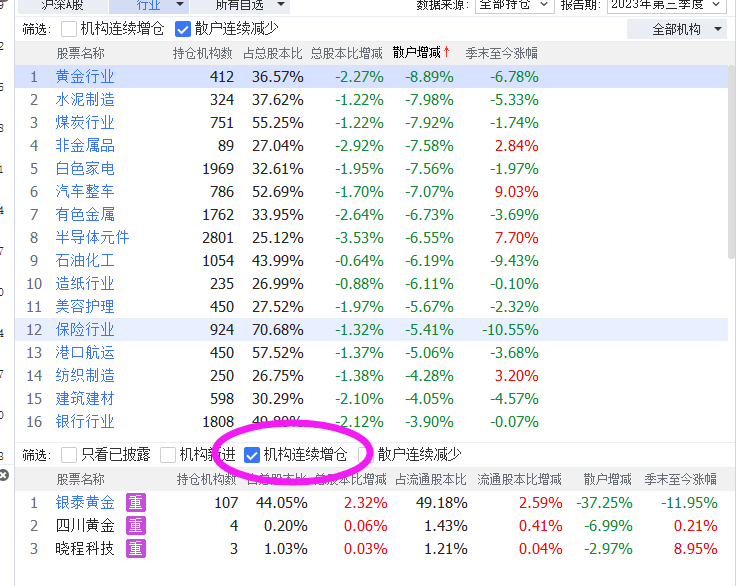 沪深A股 行业 所有自选 数据来源: 全部持仓 报告期: 2023年第三季度
筛选: 机构连续增仓 散户连续减少 全部机构
股票名称 持仓机构数 占总股本比 总股本比增减 散户增减↑ 季末至今涨幅
1 黄金行业 412 36.57% -2.27% -8.89% -6.78%
2 水泥制造 324 37.62% -1.22% -7.98% -5.33%
3 煤炭行业 751 55.25% -1.22% -7.92% -1.74%
4 非金属品 89 27.04% -2.92% -7.58% 2.84%
5 白色家电 1969 32.61% -1.95% -7.56% -1.97%
6 汽车整车 786 52.69% -1.70% -7.07% 9.03%
7 有色金属 1762 33.95% -2.64% -6.73% -3.69%
8 半导体元件 2801 25.12% -3.53% -6.55% 7.70%
9 石油化工 1054 43.99% -0.64% -6.19% -9.43%
10 造纸行业 235 26.99% -0.88% -6.11% -0.10%
11 美容护理 450 27.52% -1.97% -5.67% -2.32%
12 保险行业 924 70.68% -1.32% -5.41% -10.55%
13 港口航运 450 57.52% -1.37% -5.06% -3.68%
14 纺织制造 250 26.75% -1.38% -4.28% 3.20%
15 建筑建材 598 30.29% -2.10% -4.05% -4.57%
16 银行行业 1808 -2.12% -3.90% -0.07%
筛选: 只看已披露 机构新进 机构连续增仓 散户连续减少
股票名称 持仓机构数 占总股本比 总股本比增减 占流通股本比 流通股本比增减 散户增减 季末至今涨幅
1 银泰黄金 重 107 44.05% 2.32% 49.18% 2.59% -37.25% -11.95%
2 四川黄金 重 4 0.20% 0.06% 1.43% 0.41% -6.99% 0.21%
3 晓程科技 重 3 1.03% 0.03% 1.21% 0.04% -2.97% 8.95%